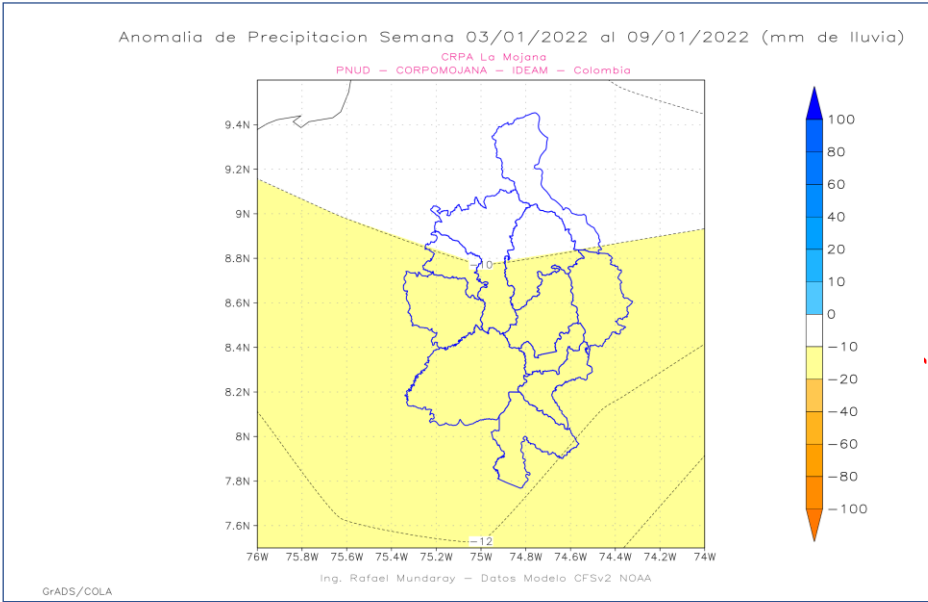 Anomalia de Precipitacion Semana 03/01/2022 al 09/01/2022 (mm de lluvia)
CRPA La Mojana
PNUD − CORPOMOJANA − IDEAM − Colombia
9.4N
9.2N
9N
8.8N
8.6N
8.4N
8.2N
8N
7.8N
7.6N
−10
−12
76W 75.8W 75.6W 75.4W 75.2W 75W 74.8W 74.6W 74.4W 74.2W 74W
100
80
60
40
20
10
0
−10
−20
−40
−60
−80
−100
Ing. Rafael Mundaray − Datos Modelo CFSv2 NOAA
GrADS/COLA